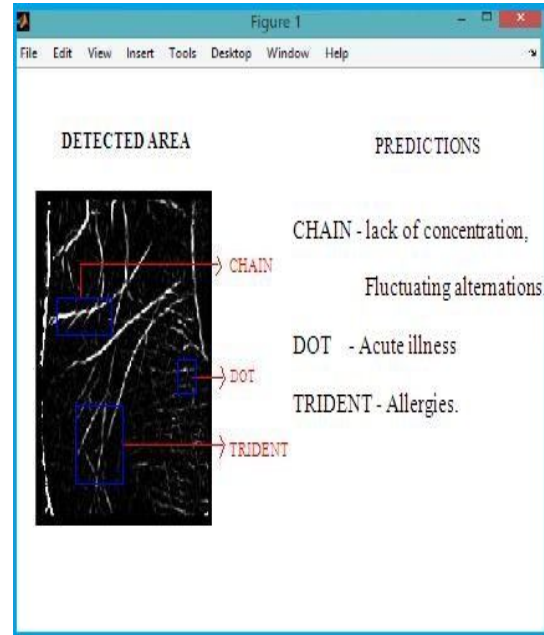 Figure 1
File Edit View Insert Tools Desktop Window Help
DETECTED AREA
PREDICTIONS
CHAIN
DOT
TRIDENT
CHAIN - lack of concentration,
Fluctuating alternations
DOT - Acute illness
TRIDENT - Allergies.